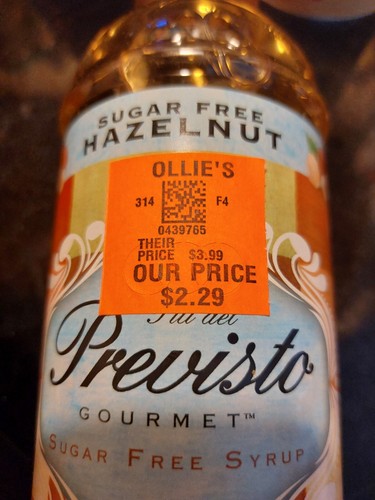 SUGAR FREE
HAZELNUT
OLLIE'S
314 F4
0439765
THEIR
PRICE $3.99
OUR PRICE
$2.29
Previsto
GOURMET™
SUGAR FREE SYRUP